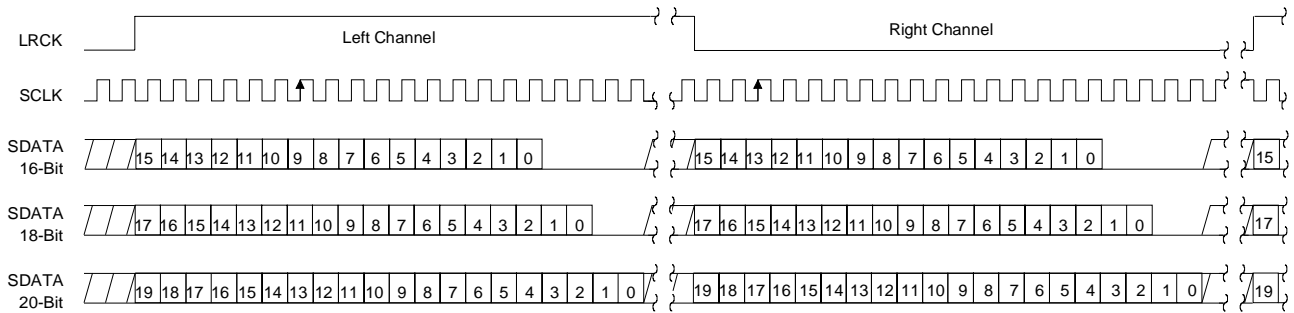 LRCK Left Channel Right Channel
SCLK
SDATA 15 14 13 12 11 10 9 8 7 6 5 4 3 2 1 0 15 14 13 12 11 10 9 8 7 6 5 4 3 2 1 0 15
16-Bit
SDATA 17 16 15 14 13 12 11 10 9 8 7 6 5 4 3 2 1 0 17 16 15 14 13 12 11 10 9 8 7 6 5 4 3 2 1 0 17
18-Bit
SDATA 19 18 17 16 15 14 13 12 11 10 9 8 7 6 5 4 3 2 1 0 19 18 17 16 15 14 13 12 11 10 9 8 7 6 5 4 3 2 1 0 19
20-Bit